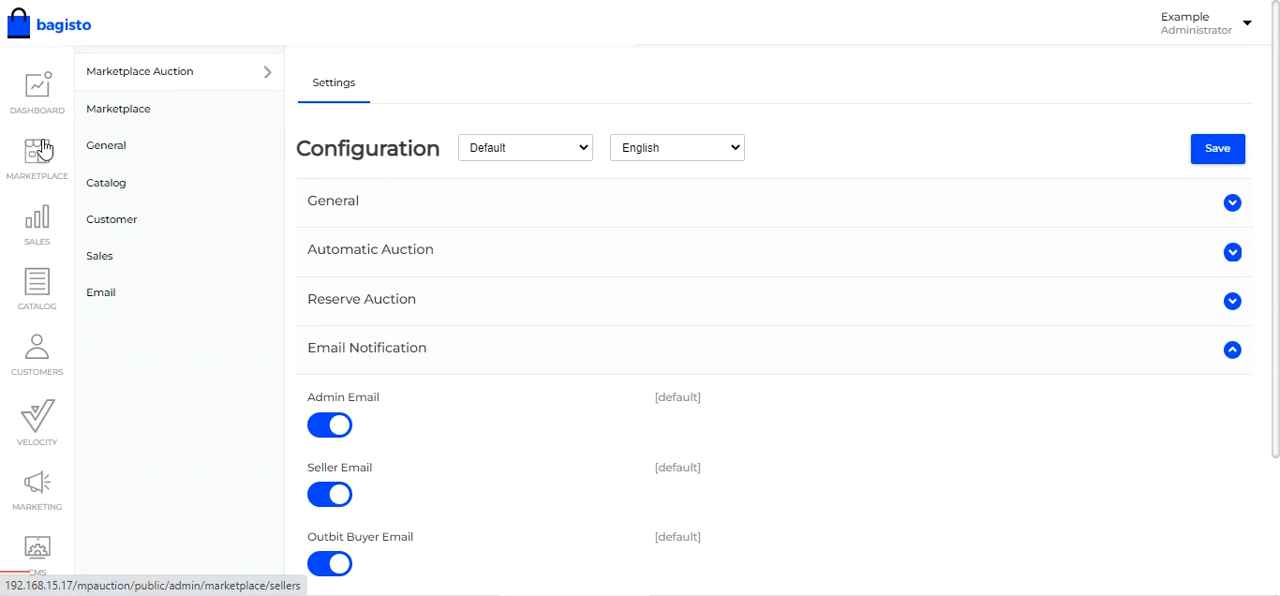 bagisto
Example
Administrator
DASHBOARD
MARKETPLACE
SALES
CATALOG
CUSTOMERS
VELOCITY
MARKETING
CMS
Marketplace Auction
Marketplace
General
Catalog
Customer
Sales
Email
Settings
Configuration
Default
English
Save
General
Automatic Auction
Reserve Auction
Email Notification
Admin Email [default]
Seller Email [default]
Outbit Buyer Email [default]
192.168.15.17/mpauction/public/admin/marketplace/sellers